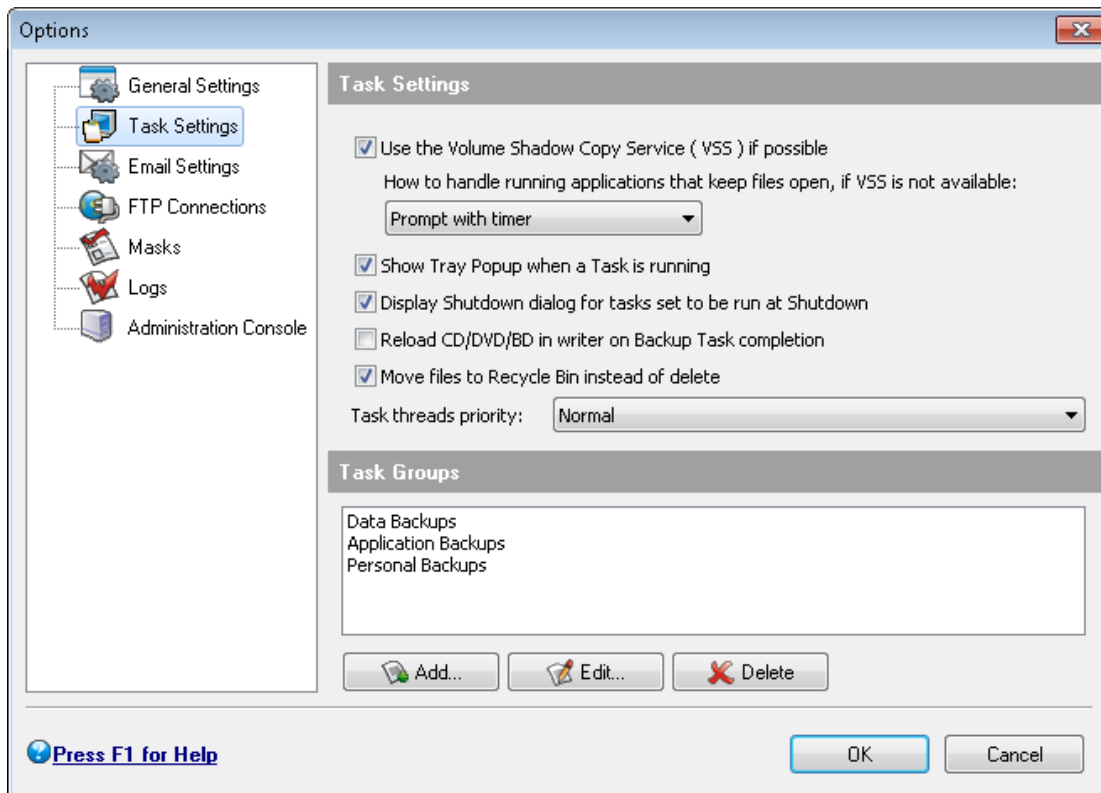 Options
General Settings
Task Settings
Email Settings
FTP Connections
Masks
Logs
Administration Console
Task Settings
Use the Volume Shadow Copy Service ( VSS ) if possible
How to handle running applications that keep files open, if VSS is not available:
Prompt with timer
Show Tray Popup when a Task is running
Display Shutdown dialog for tasks set to be run at Shutdown
Reload CD/DVD/BD in writer on Backup Task completion
Move files to Recycle Bin instead of delete
Task threads priority: Normal
Task Groups
Data Backups
Application Backups
Personal Backups
Add... Edit... Delete
Press F1 for Help OK Cancel